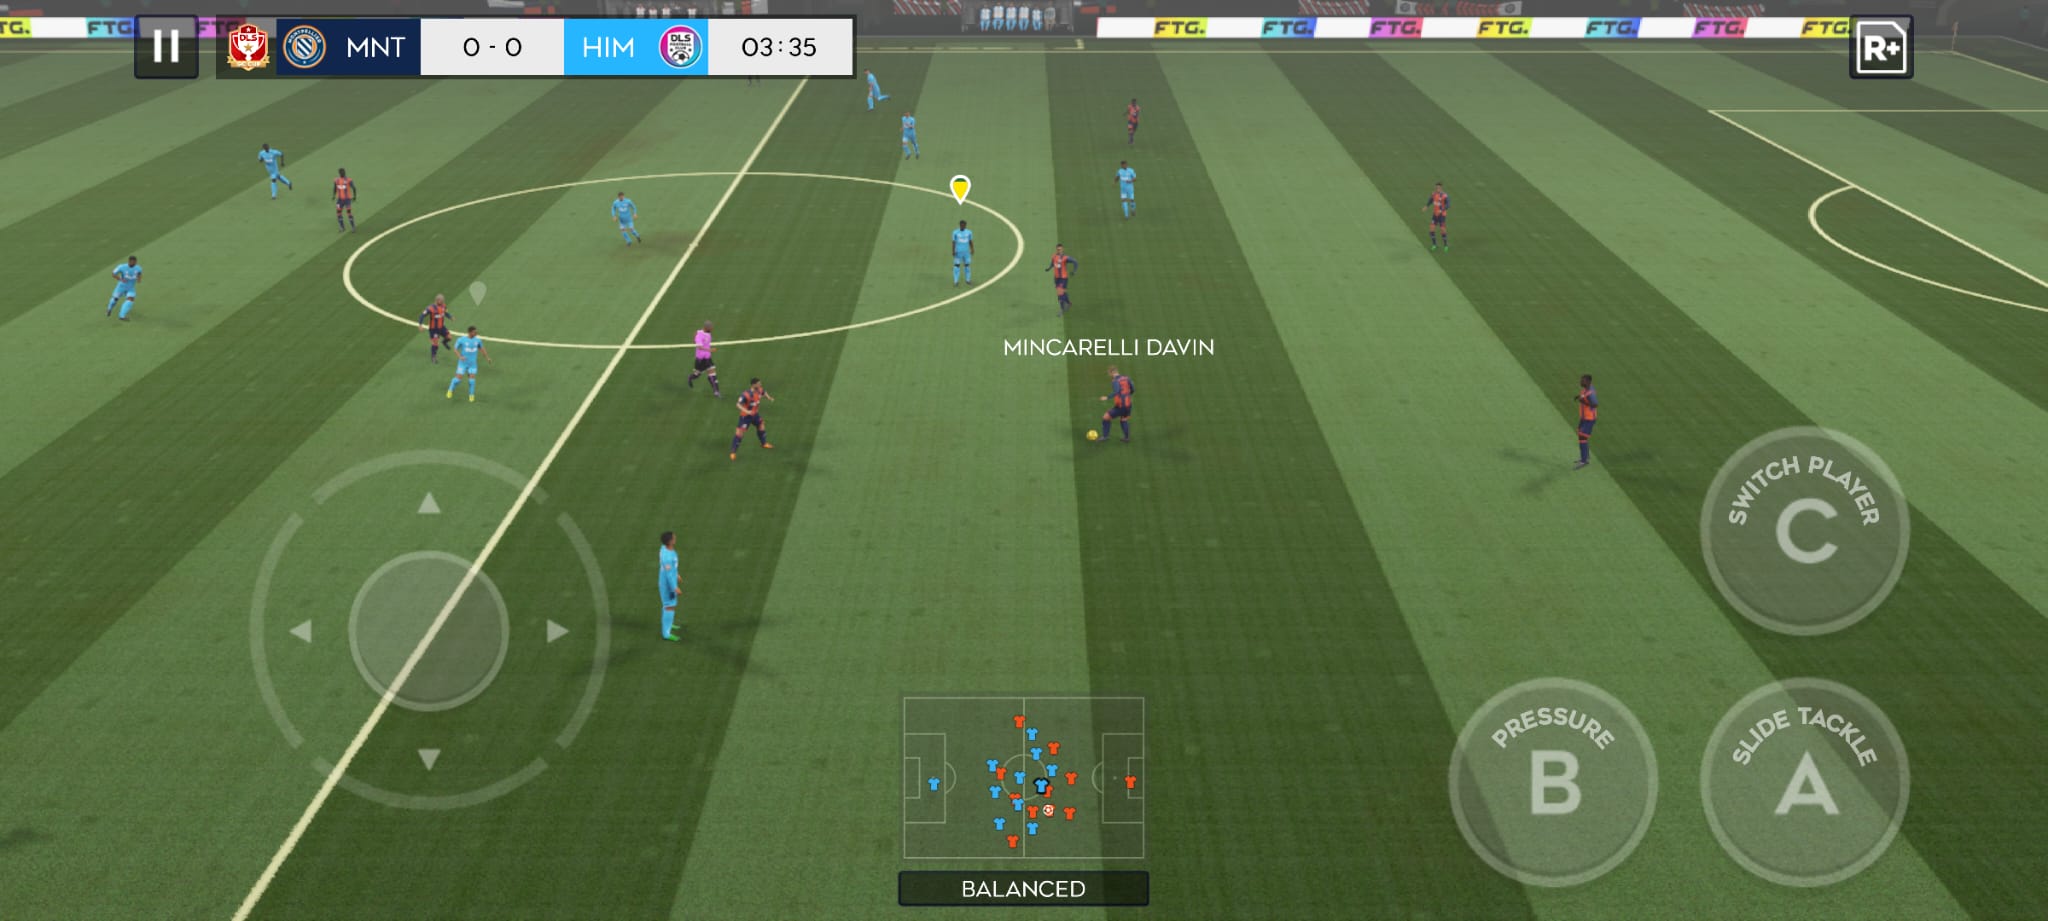 FTG. FTG. FTG. FTG. FTG. FTG. FTG.
MNT 0 - 0 HIM DLS 03 : 35
R+
MINCARELLI DAVIN
SWITCH PLAYER
C
PRESSURE
B
SLIDE TACKLE
A
BALANCED